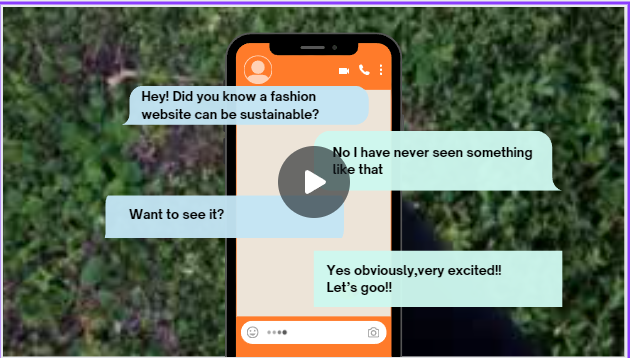 Hey! Did you know a fashion
website can be sustainable?
No I have never seen something
like that
Want to see it?
Yes obviously,very excited!!
Let's goo!!